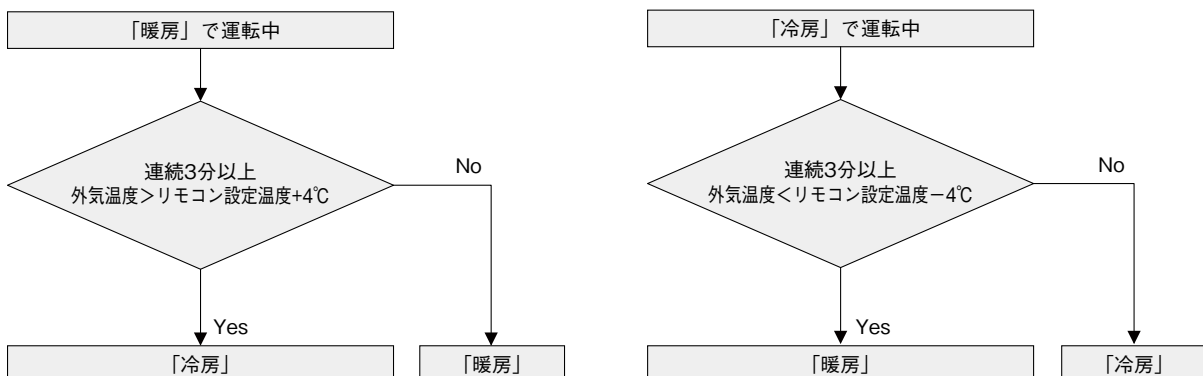 「暖房」で運転中
連続3分以上
外気温度＞リモコン設定温度+4℃
No
Yes
「冷房」
「暖房」
「冷房」で運転中
連続3分以上
外気温度＜リモコン設定温度－4℃
No
Yes
「暖房」
「冷房」